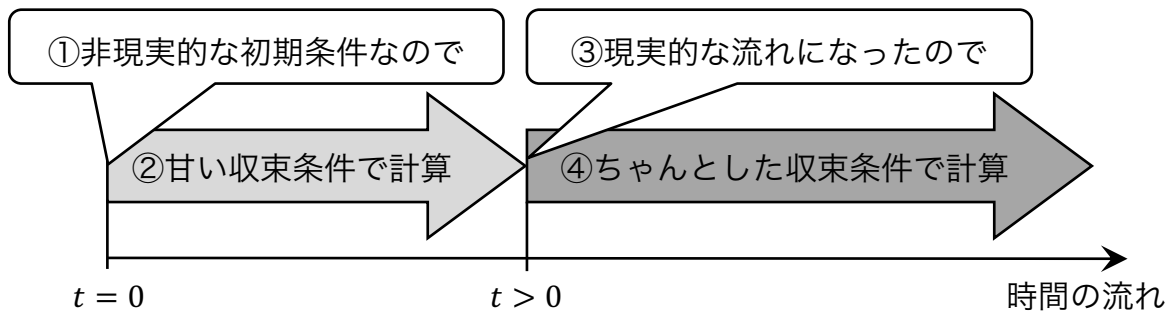 ①非現実的な初期条件なので
③現実的な流れになったので
②甘い収束条件で計算
④ちゃんとした収束条件で計算
t = 0
t > 0
時間の流れ